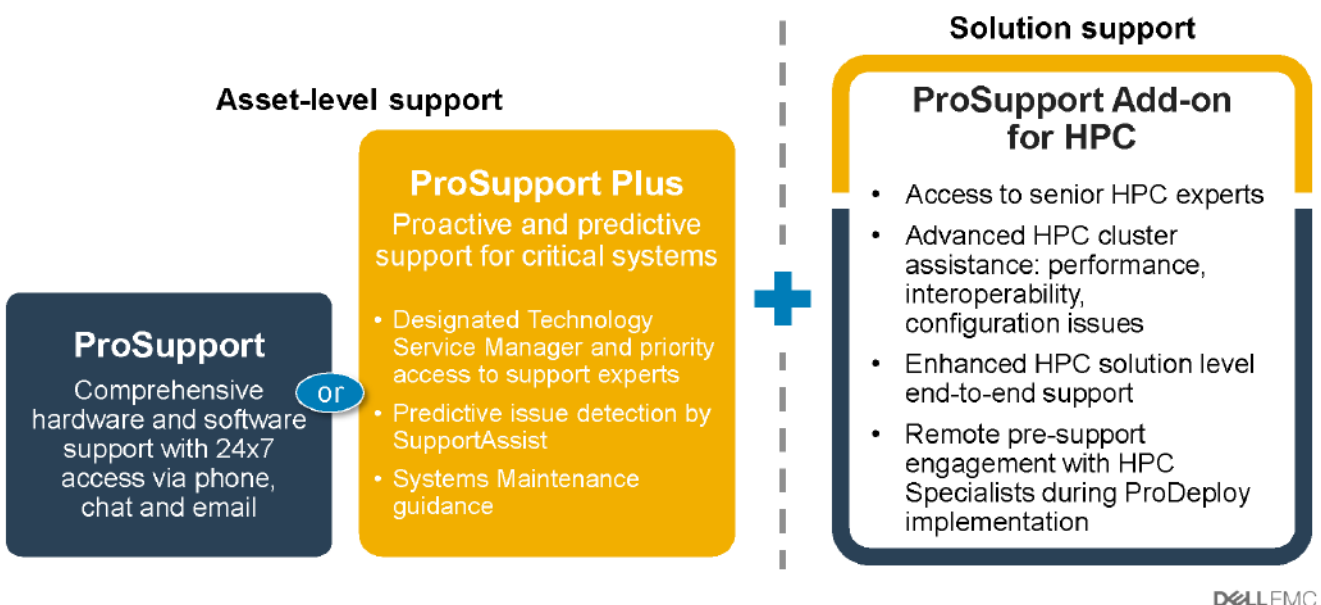 Asset-level support
ProSupport
Comprehensive
hardware and software
support with 24x7
access via phone,
chat and email
or
ProSupport Plus
Proactive and predictive
support for critical systems
• Designated Technology
Service Manager and priority
access to support experts
• Predictive issue detection by
SupportAssist
• Systems Maintenance
guidance
Solution support
ProSupport Add-on
for HPC
• Access to senior HPC experts
• Advanced HPC cluster
assistance: performance,
interoperability,
configuration issues
• Enhanced HPC solution level
end-to-end support
• Remote pre-support
engagement with HPC
Specialists during ProDeploy
implementation
DELLEMC